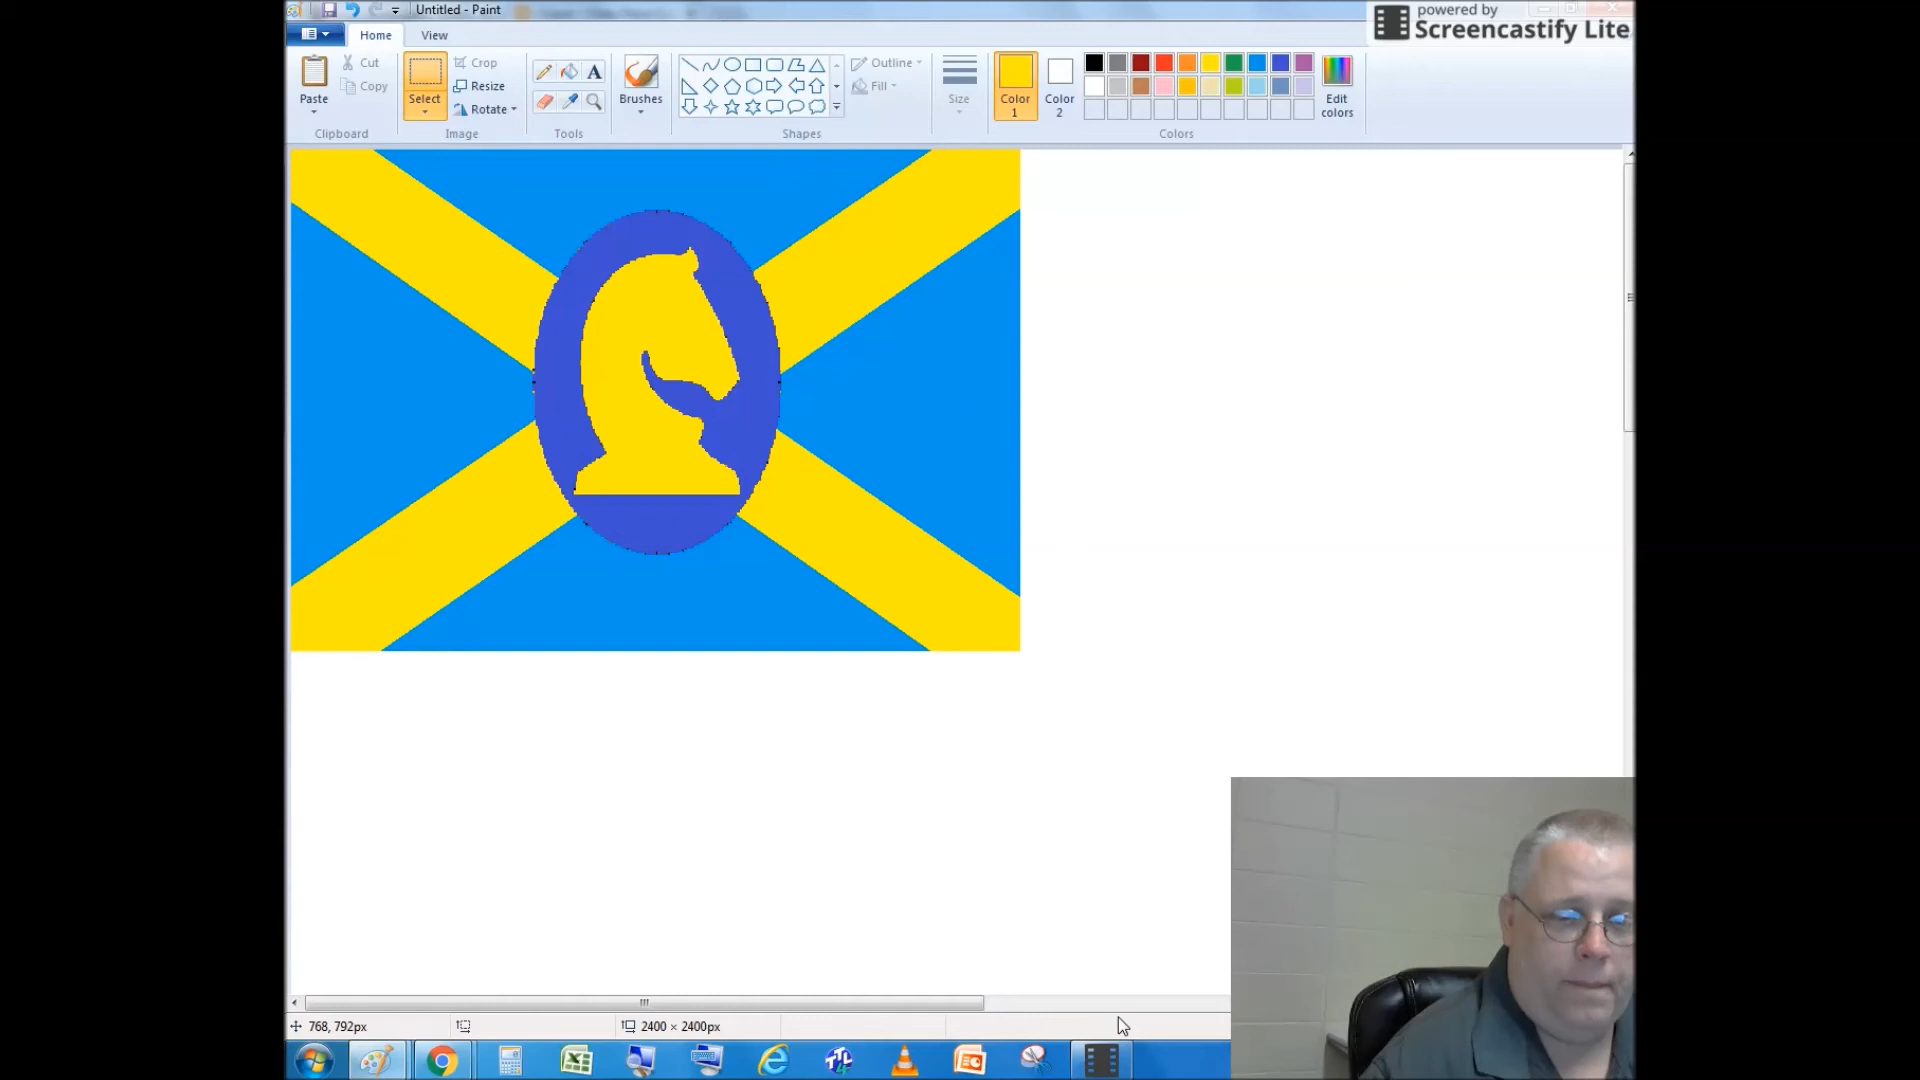 Untitled - Paint
powered by
Screencastify Lite
Home
View
Paste
Cut
Copy
Clipboard
Select
Crop
Resize
Rotate
Image
A
Tools
Brushes
Shapes
Outline
Fill
Size
Color
1
Color
2
Edit
colors
Colors
768, 792px
2400 × 2400px